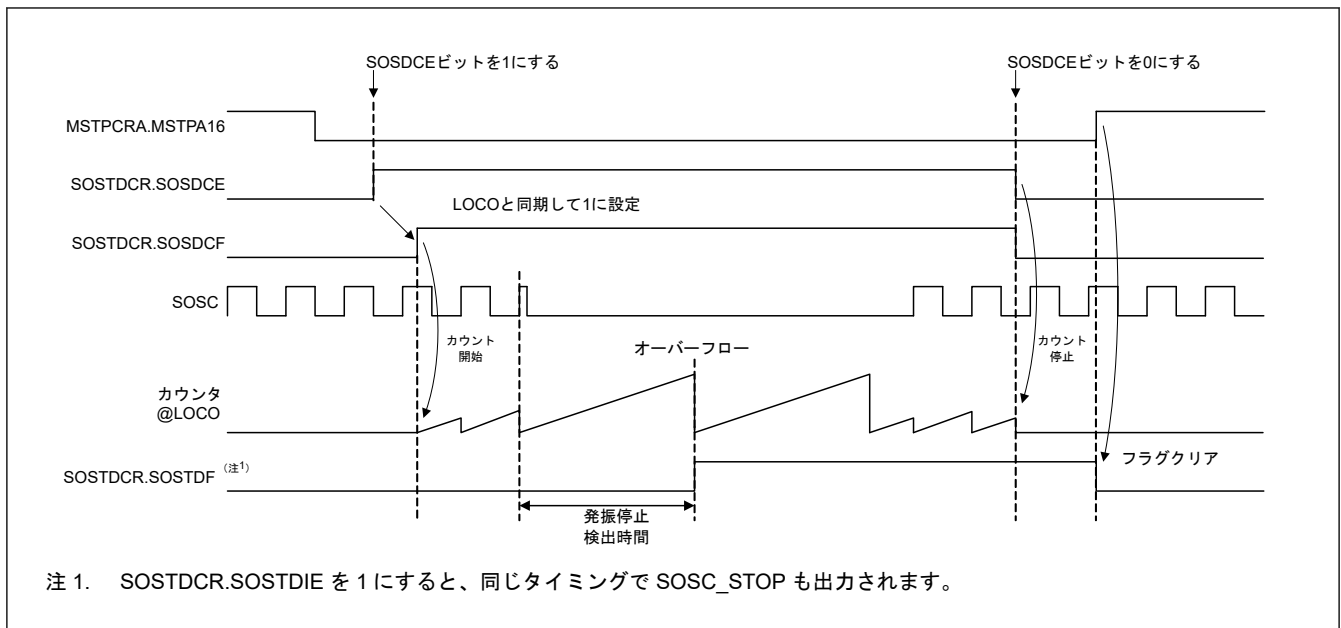 SOSDCEビットを1にする
SOSDCEビットを0にする
MSTPCRA.MSTPA16
SOSTDCR.SOSDCE
LOCOと同期して1に設定
SOSTDCR.SOSDCF
SOSC
カウント
開始
オーバーフロー
カウント
停止
カウンタ
@LOCO
SOSTDCR.SOSTDF (注1)
フラグクリア
発振停止
検出時間
注 1. SOSTDCR.SOSTDIE を 1 にすると、同じタイミングで SOSC_STOP も出力されます。